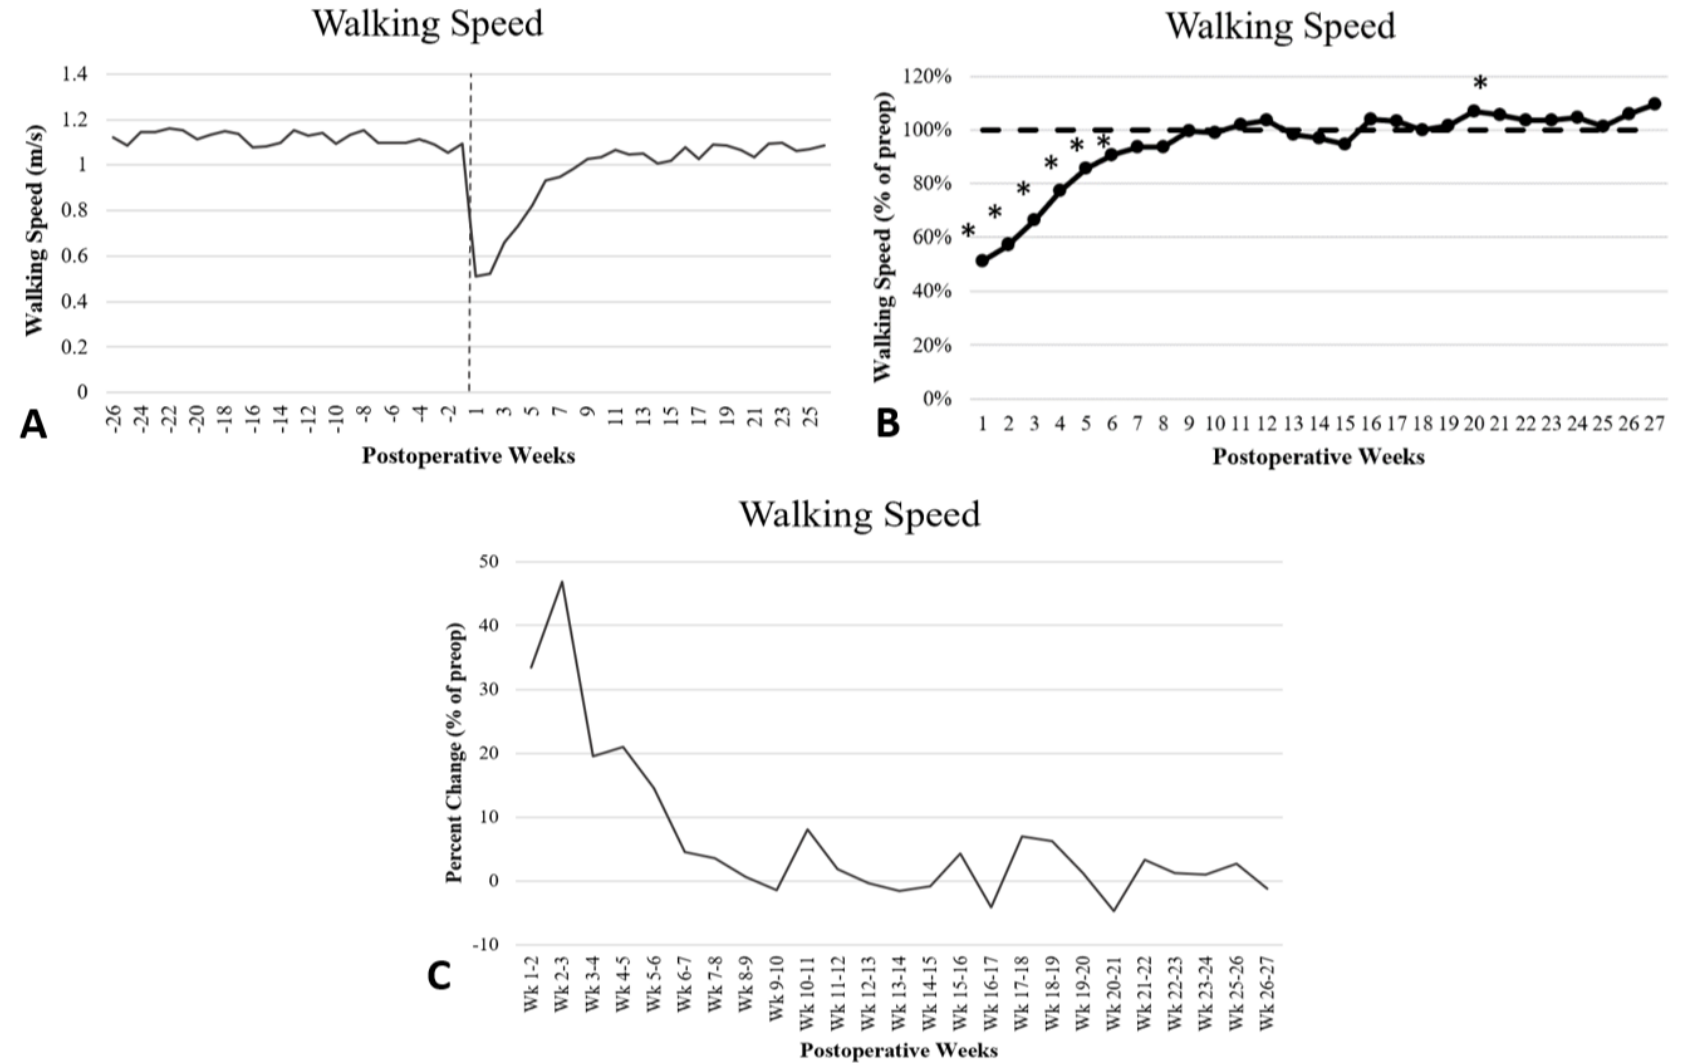 Walking Speed
Walking Speed (m/s)
1.4
1.2
1
0.8
0.6
0.4
0.2
0
-26 -24 -22 -20 -18 -16 -14 -12 -10 -8 -6 -4 -2 1 3 5 7 9 11 13 15 17 19 21 23 25
Postoperative Weeks
A
Walking Speed
Walking Speed (% of preop)
120%
100%
80%
60%
40%
20%
0%
* * * * * * *
1 2 3 4 5 6 7 8 9 10 11 12 13 14 15 16 17 18 19 20 21 22 23 24 25 26 27
Postoperative Weeks
B
Walking Speed
Percent Change (% of preop)
50
40
30
20
10
0
-10
Wk 1-2
Wk 2-3
Wk 3-4
Wk 4-5
Wk 5-6
Wk 6-7
Wk 7-8
Wk 8-9
Wk 9-10
Wk 10-11
Wk 11-12
Wk 12-13
Wk 13-14
Wk 14-15
Wk 15-16
Wk 16-17
Wk 17-18
Wk 18-19
Wk 19-20
Wk 20-21
Wk 21-22
Wk 22-23
Wk 23-24
Wk 25-26
Wk 26-27
Postoperative Weeks
C